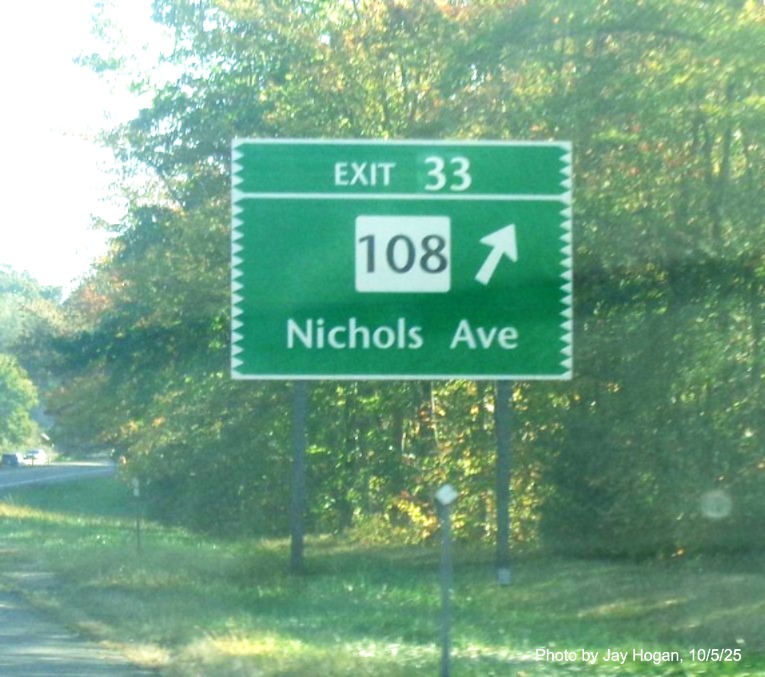 EXIT 33
108
Nichols Ave
Photo by Jay Hogan, 10/5/25